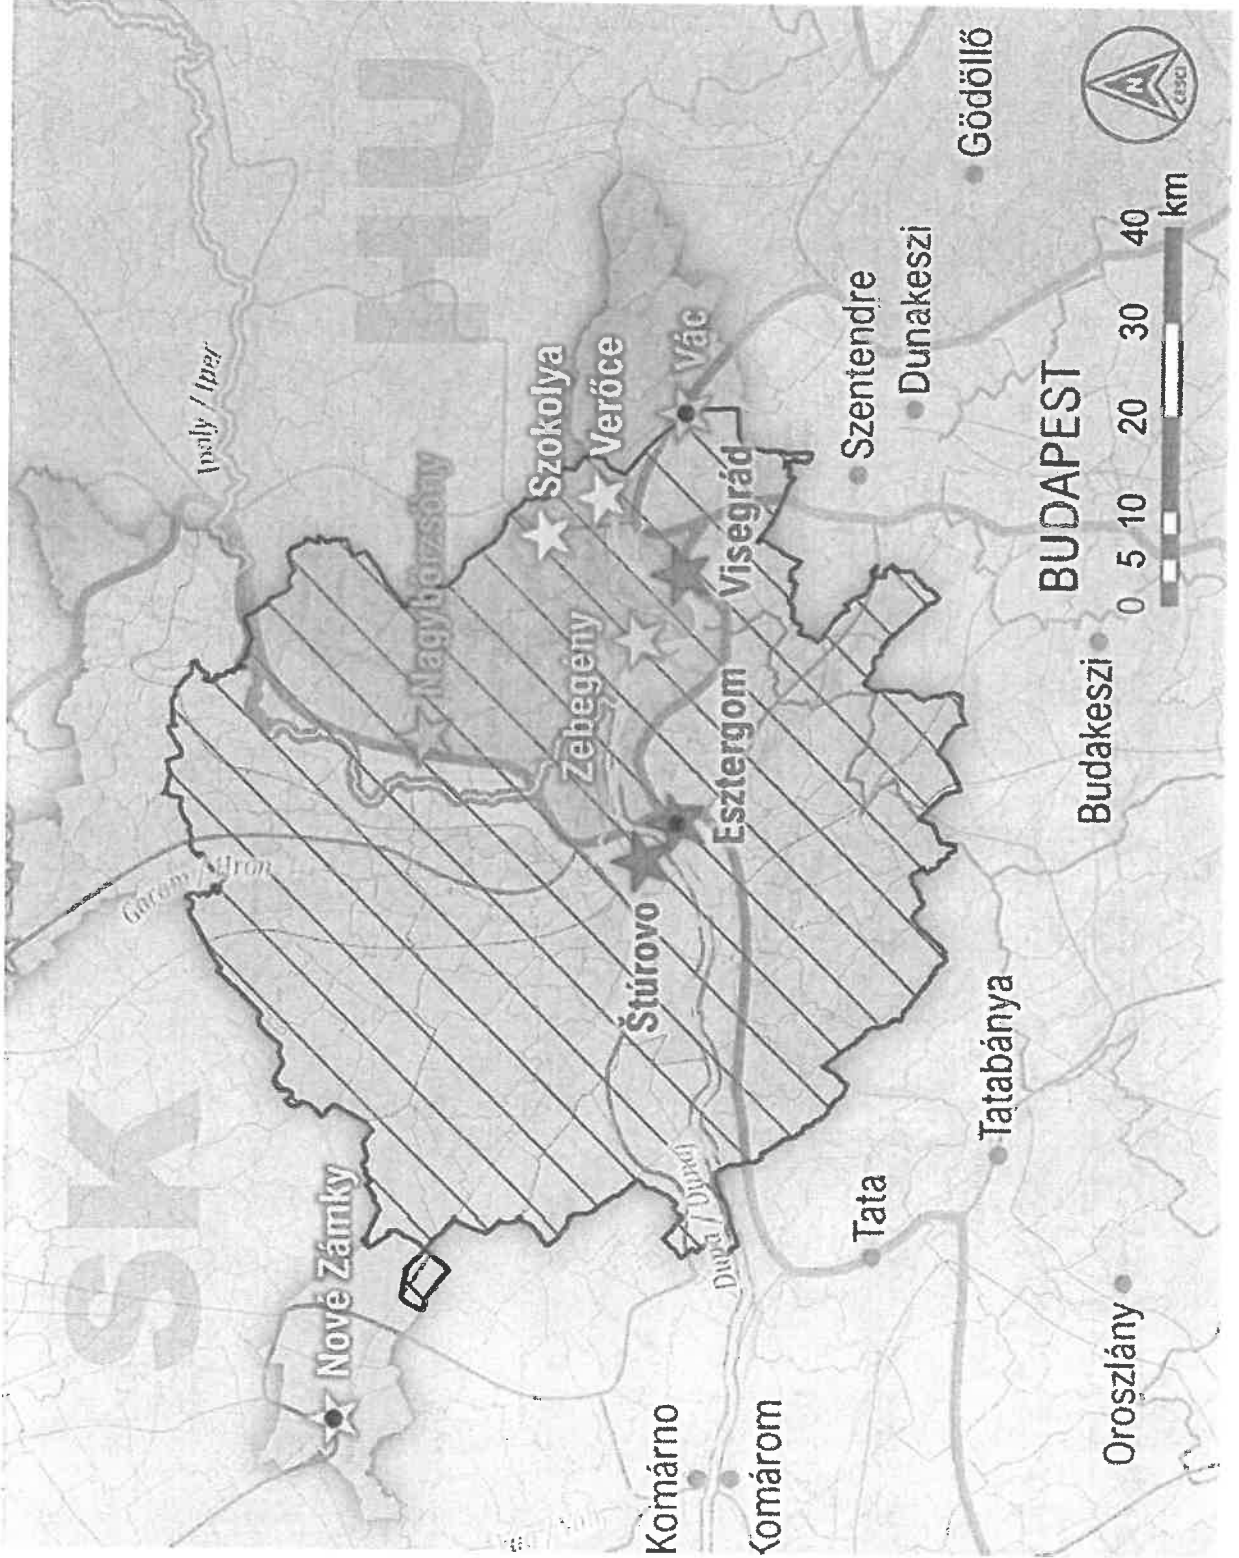 SK
HU
Ipoly / Ipeľ
Garam / Hron
Nové Zámky
Nagybörzsöny
Szokolya
Verőce
Zebegény
Vác
Visegrád
Esztergom
Štúrovo
Duna / Dunaj
Komárno
Komárom
Tata
Tatabánya
Oroszlány
Szentendre
Dunakeszi
Gödöllő
BUDAPEST
Budakeszi
0 5 10 20 30 40
km
N
CESCI